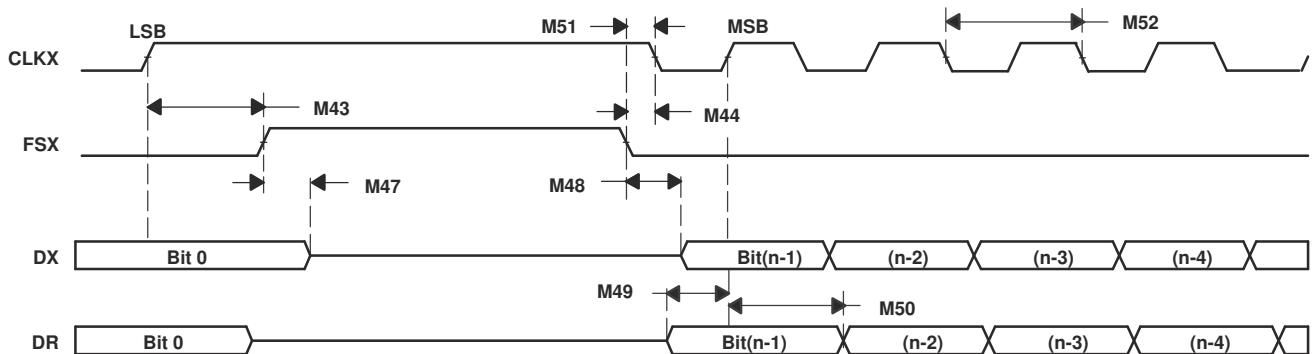 LSB
M51
MSB
M52
CLKX
M43
M44
FSX
M47
M48
DX
Bit 0
Bit(n-1)
(n-2)
(n-3)
(n-4)
M49
M50
DR
Bit 0
Bit(n-1)
(n-2)
(n-3)
(n-4)